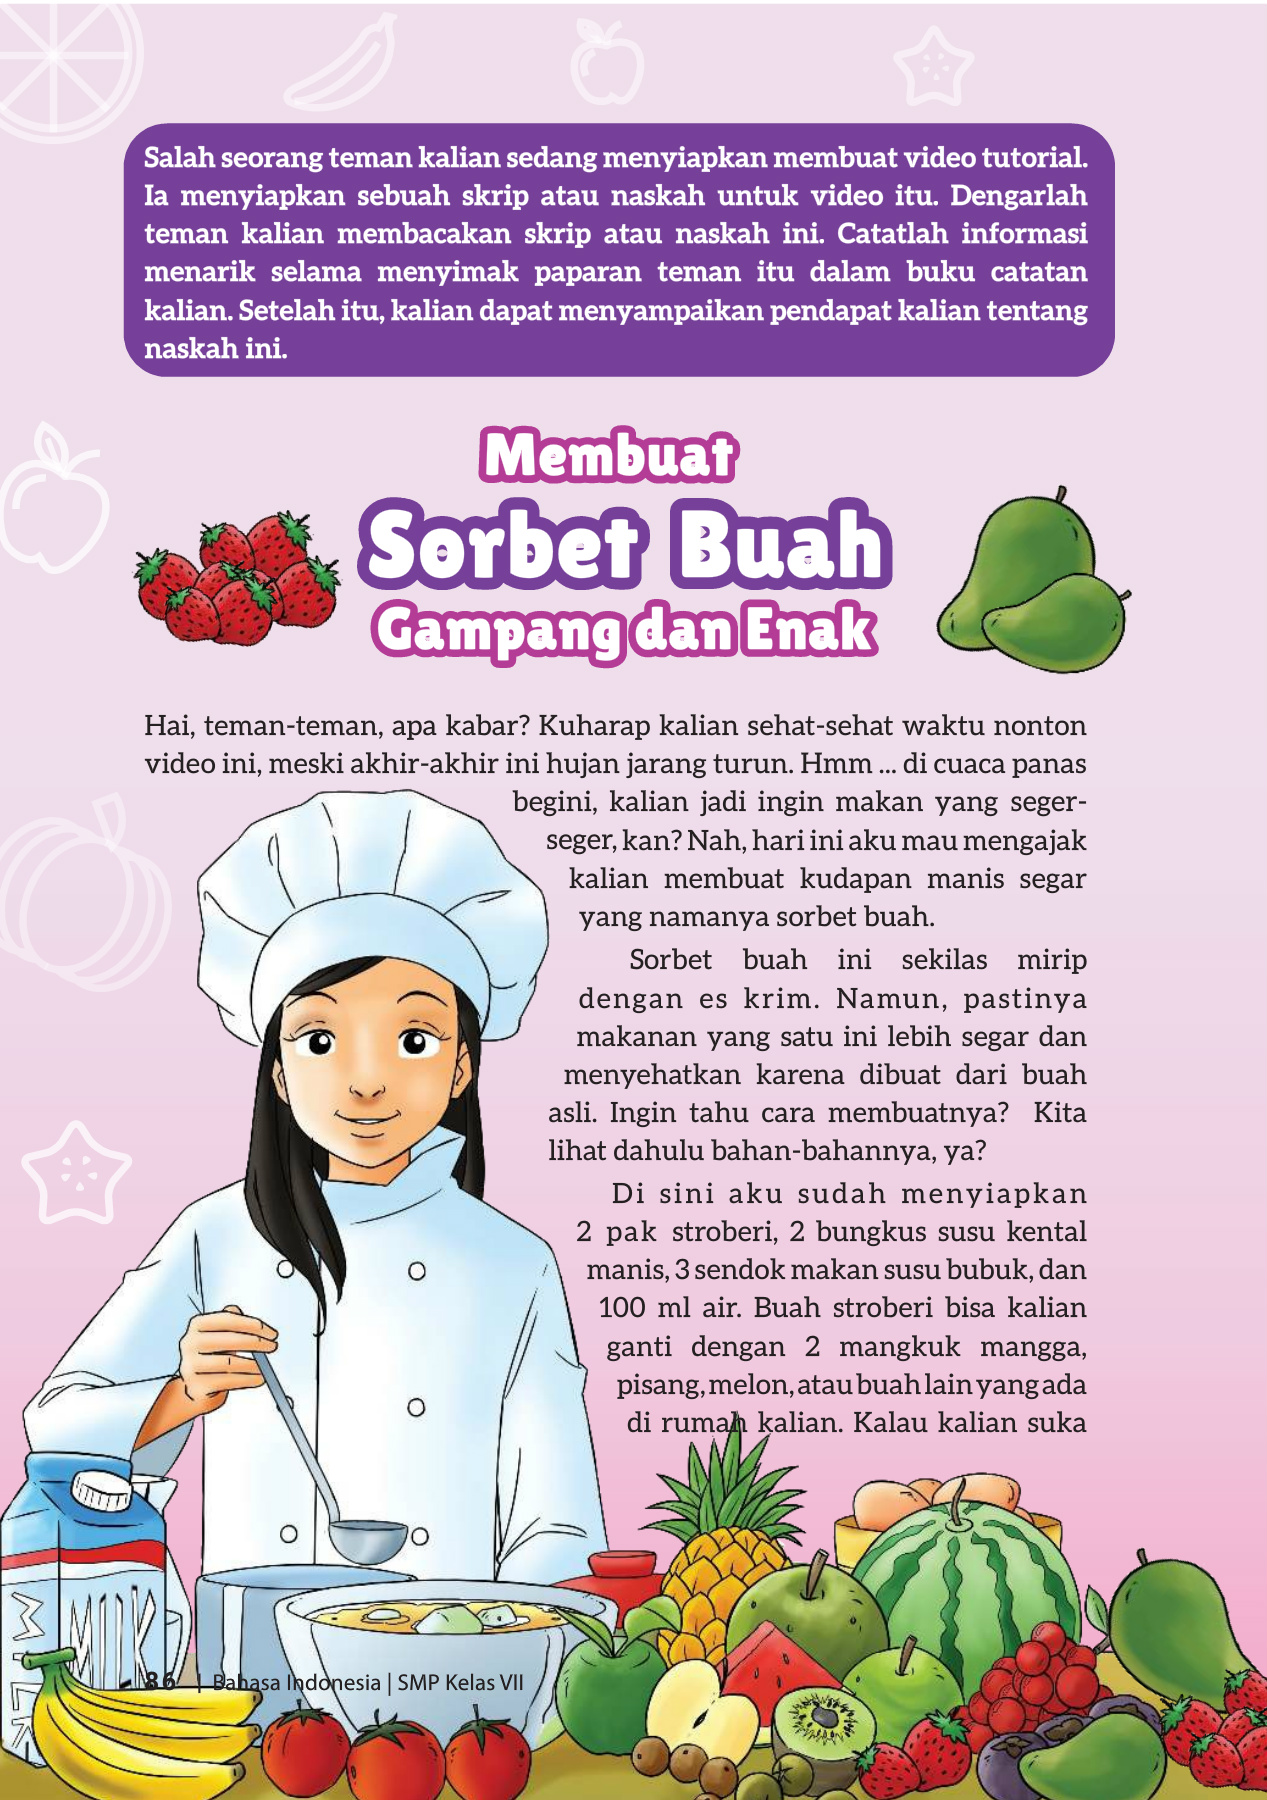 Salah seorang teman kalian sedang menyiapkan membuat video tutorial.
Ia menyiapkan sebuah skrip atau naskah untuk video itu. Dengarlah
teman kalian membacakan skrip atau naskah ini. Catatlah informasi
menarik selama menyimak paparan teman itu dalam buku catatan
kalian. Setelah itu, kalian dapat menyampaikan pendapat kalian tentang
naskah ini.
Membuat
Sorbet Buah
Gampang dan Enak
Hai, teman-teman, apa kabar? Kuharap kalian sehat-sehat waktu nonton
video ini, meski akhir-akhir ini hujan jarang turun. Hmm ... di cuaca panas
begini, kalian jadi ingin makan yang seger-
seger, kan? Nah, hari ini aku mau mengajak
kalian membuat kudapan manis segar
yang namanya sorbet buah.
Sorbet buah ini sekilas mirip
dengan es krim. Namun, pastinya
makanan yang satu ini lebih segar dan
menyehatkan karena dibuat dari buah
asli. Ingin tahu cara membuatnya? Kita
lihat dahulu bahan-bahannya, ya?
Di sini aku sudah menyiapkan
2 pak stroberi, 2 bungkus susu kental
manis, 3 sendok makan susu bubuk, dan
100 ml air. Buah stroberi bisa kalian
ganti dengan 2 mangkuk mangga,
pisang, melon, atau buah lain yang ada
di rumah kalian. Kalau kalian suka
MILK
MILK
86 | Bahasa Indonesia | SMP Kelas VII